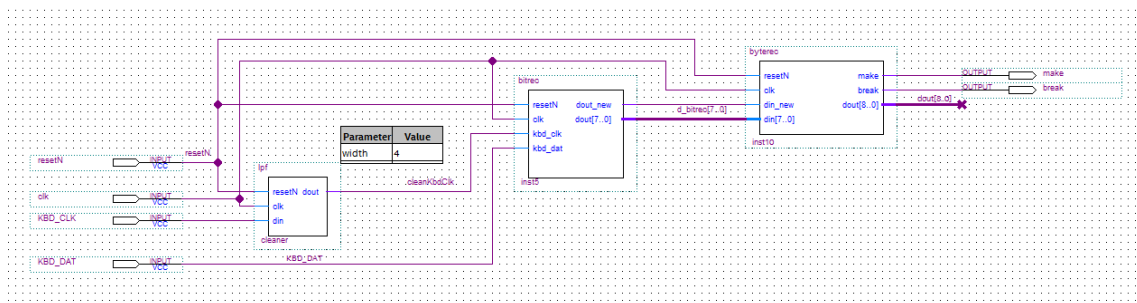 byterec
resetN make OUTPUT make
clk break OUTPUT break
din_new dout[8..0] dout[8..0]
din[7..0]
inst10
bitrec
resetN dout_new
clk dout[7..0] d_bitrec[7..0]
kbd_clk
kbd_dat
inst5
Parameter Value
width 4
resetN INPUT VCC resetN
lpf
resetN dout cleanKbdClk
clk
din
cleaner
clk INPUT VCC
KBD_CLK INPUT VCC
KBD_DAT INPUT VCC KBD_DAT